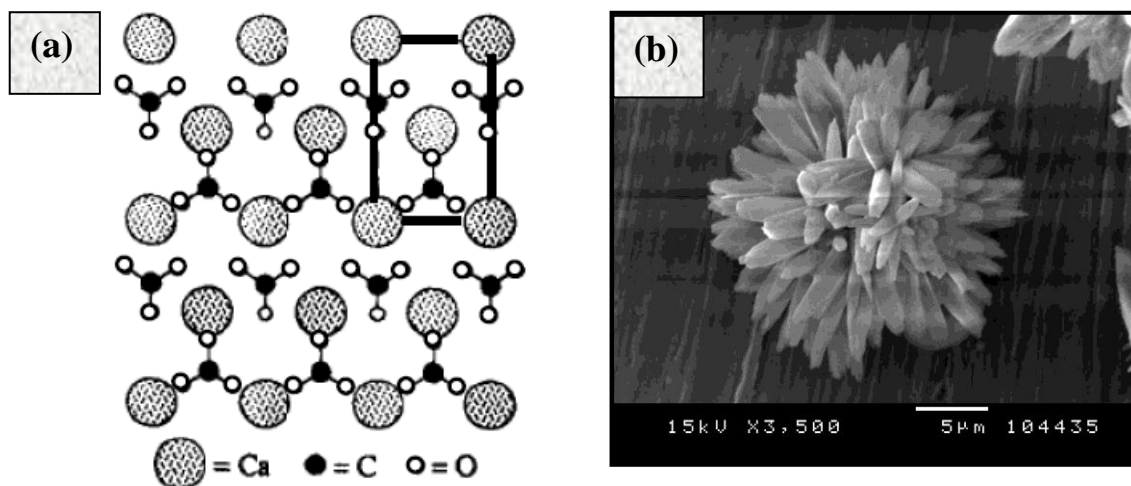 (a)
(b)
= Ca = C = O
15kV X3,500 5µm 104435